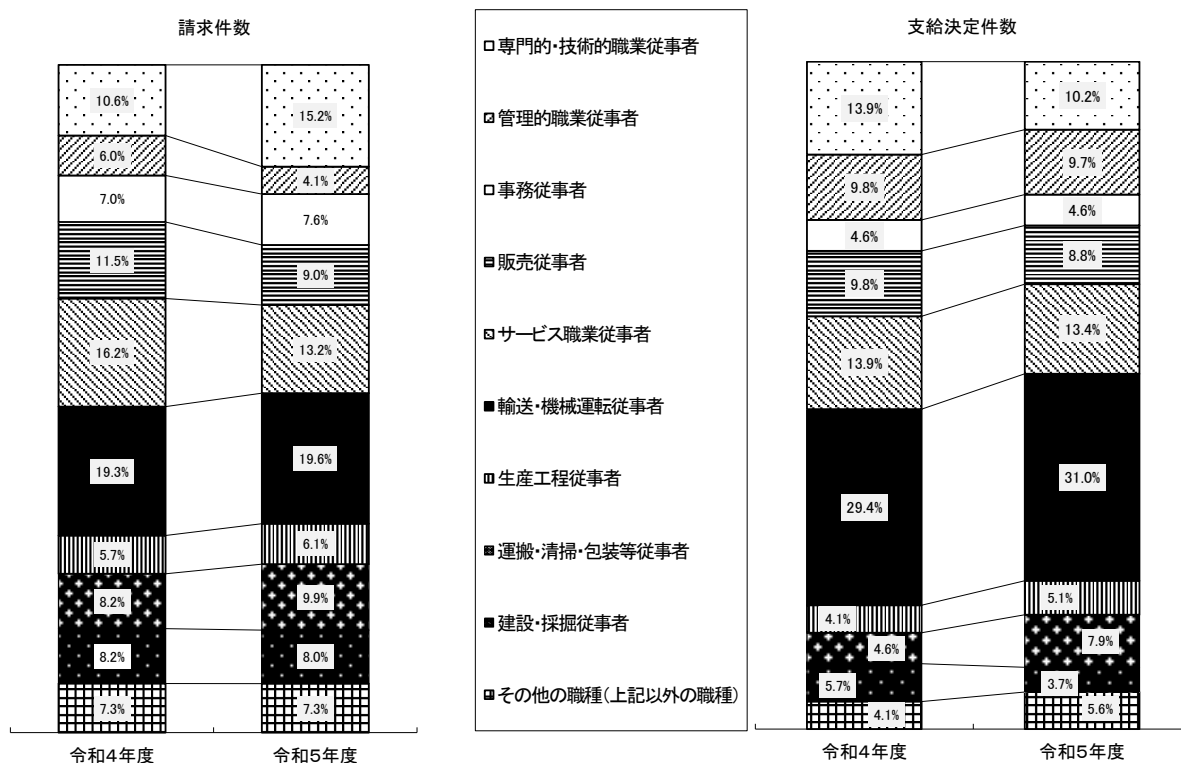 請求件数
10.6%
6.0%
7.0%
11.5%
16.2%
19.3%
5.7%
8.2%
8.2%
7.3%
令和4年度
15.2%
4.1%
7.6%
9.0%
13.2%
19.6%
6.1%
9.9%
8.0%
7.3%
令和5年度
専門的・技術的職業従事者
管理的職業従事者
事務従事者
販売従事者
サービス職業従事者
輸送・機械運転従事者
生産工程従事者
運搬・清掃・包装等従事者
建設・採掘従事者
その他の職種(上記以外の職種)
支給決定件数
13.9%
9.8%
4.6%
9.8%
13.9%
29.4%
4.1%
4.6%
5.7%
4.1%
令和4年度
10.2%
9.7%
4.6%
8.8%
13.4%
31.0%
5.1%
7.9%
3.7%
5.6%
令和5年度